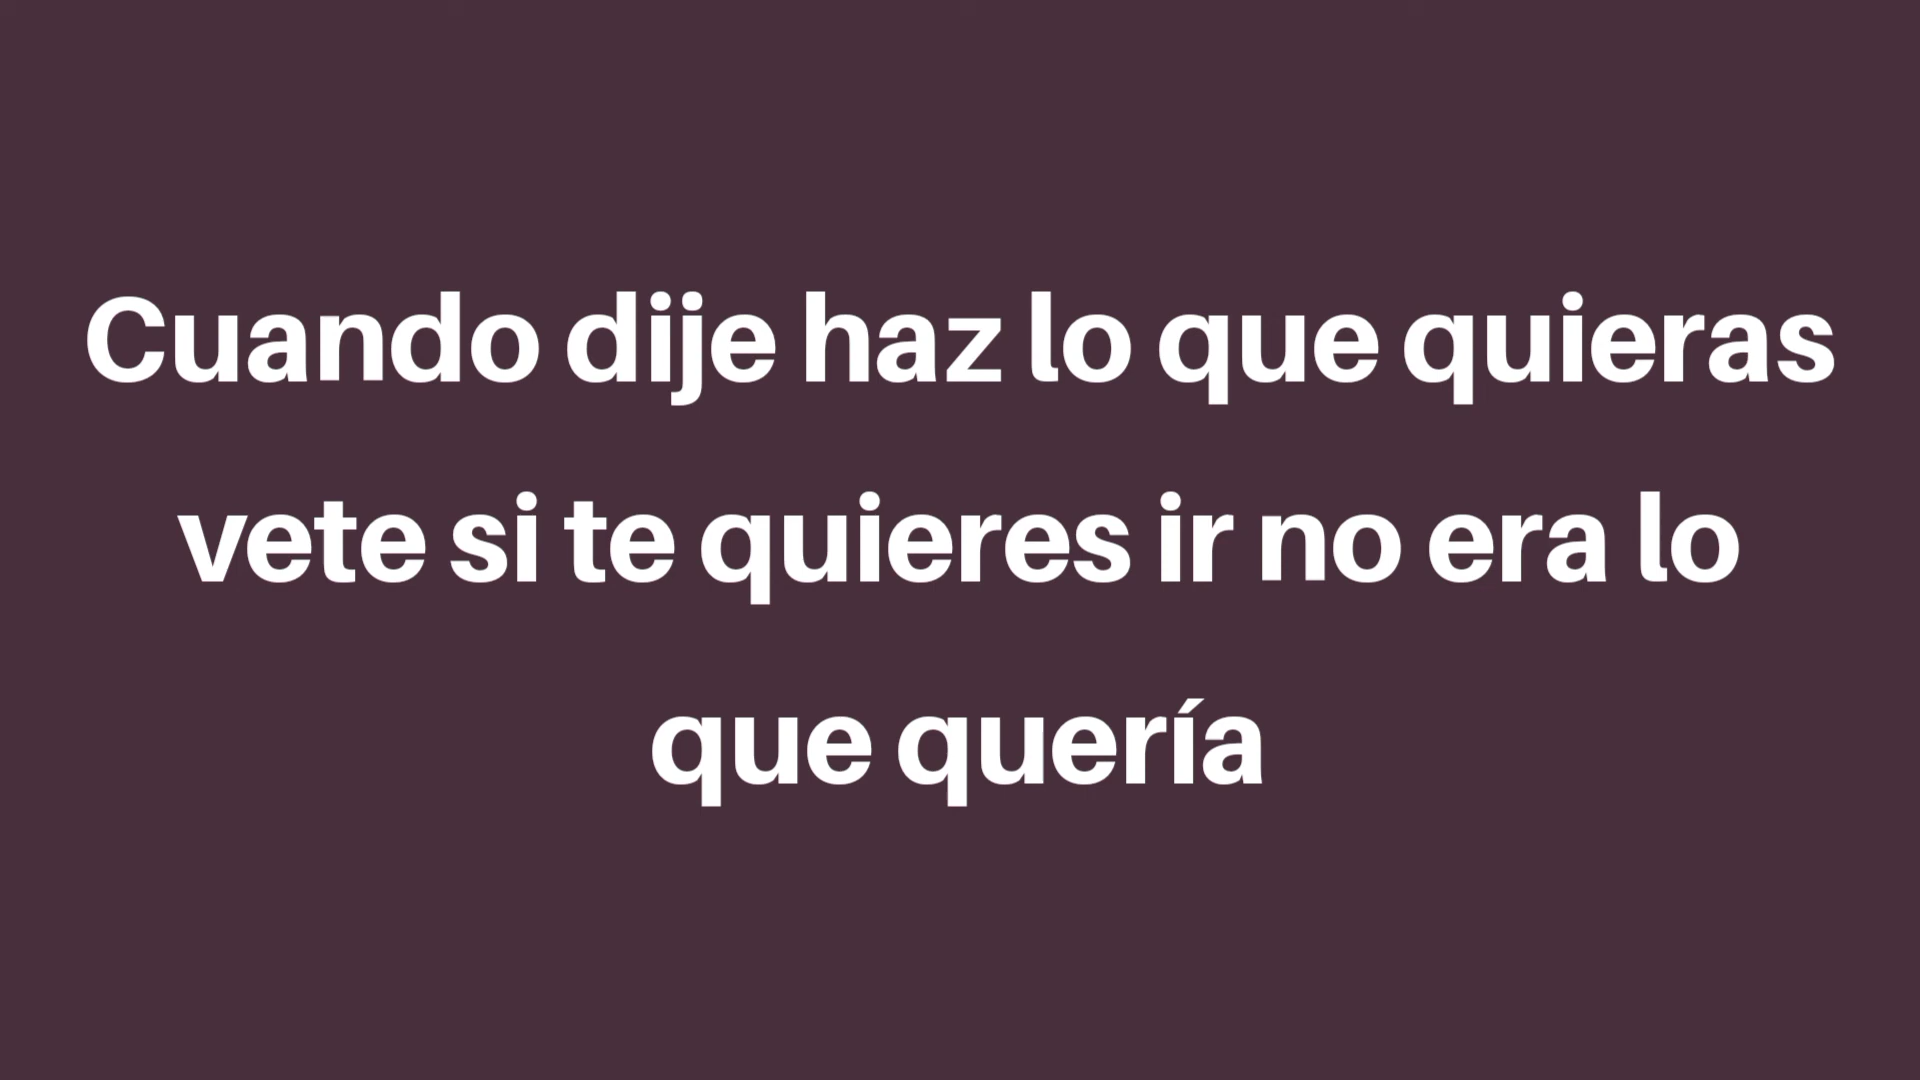 Cuando dije haz lo que quieras
vete si te quieres ir no era lo
que quería